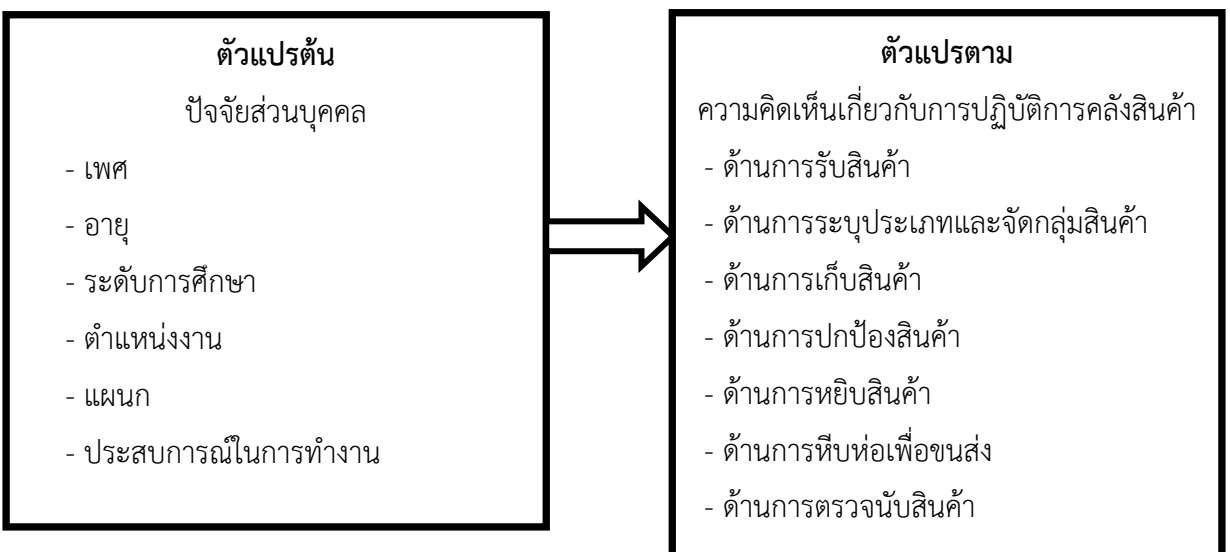 ตัวแปรต้น
ปัจจัยส่วนบุคคล
- เพศ
- อายุ
- ระดับการศึกษา
- ตำแหน่งงาน
- แผนก
- ประสบการณ์ในการทำงาน
ตัวแปรตาม
ความคิดเห็นเกี่ยวกับการปฏิบัติการคลังสินค้า
- ด้านการรับสินค้า
- ด้านการระบุประเภทและจัดกลุ่มสินค้า
- ด้านการเก็บสินค้า
- ด้านการปกป้องสินค้า
- ด้านการหยิบสินค้า
- ด้านการหีบห่อเพื่อขนส่ง
- ด้านการตรวจนับสินค้า